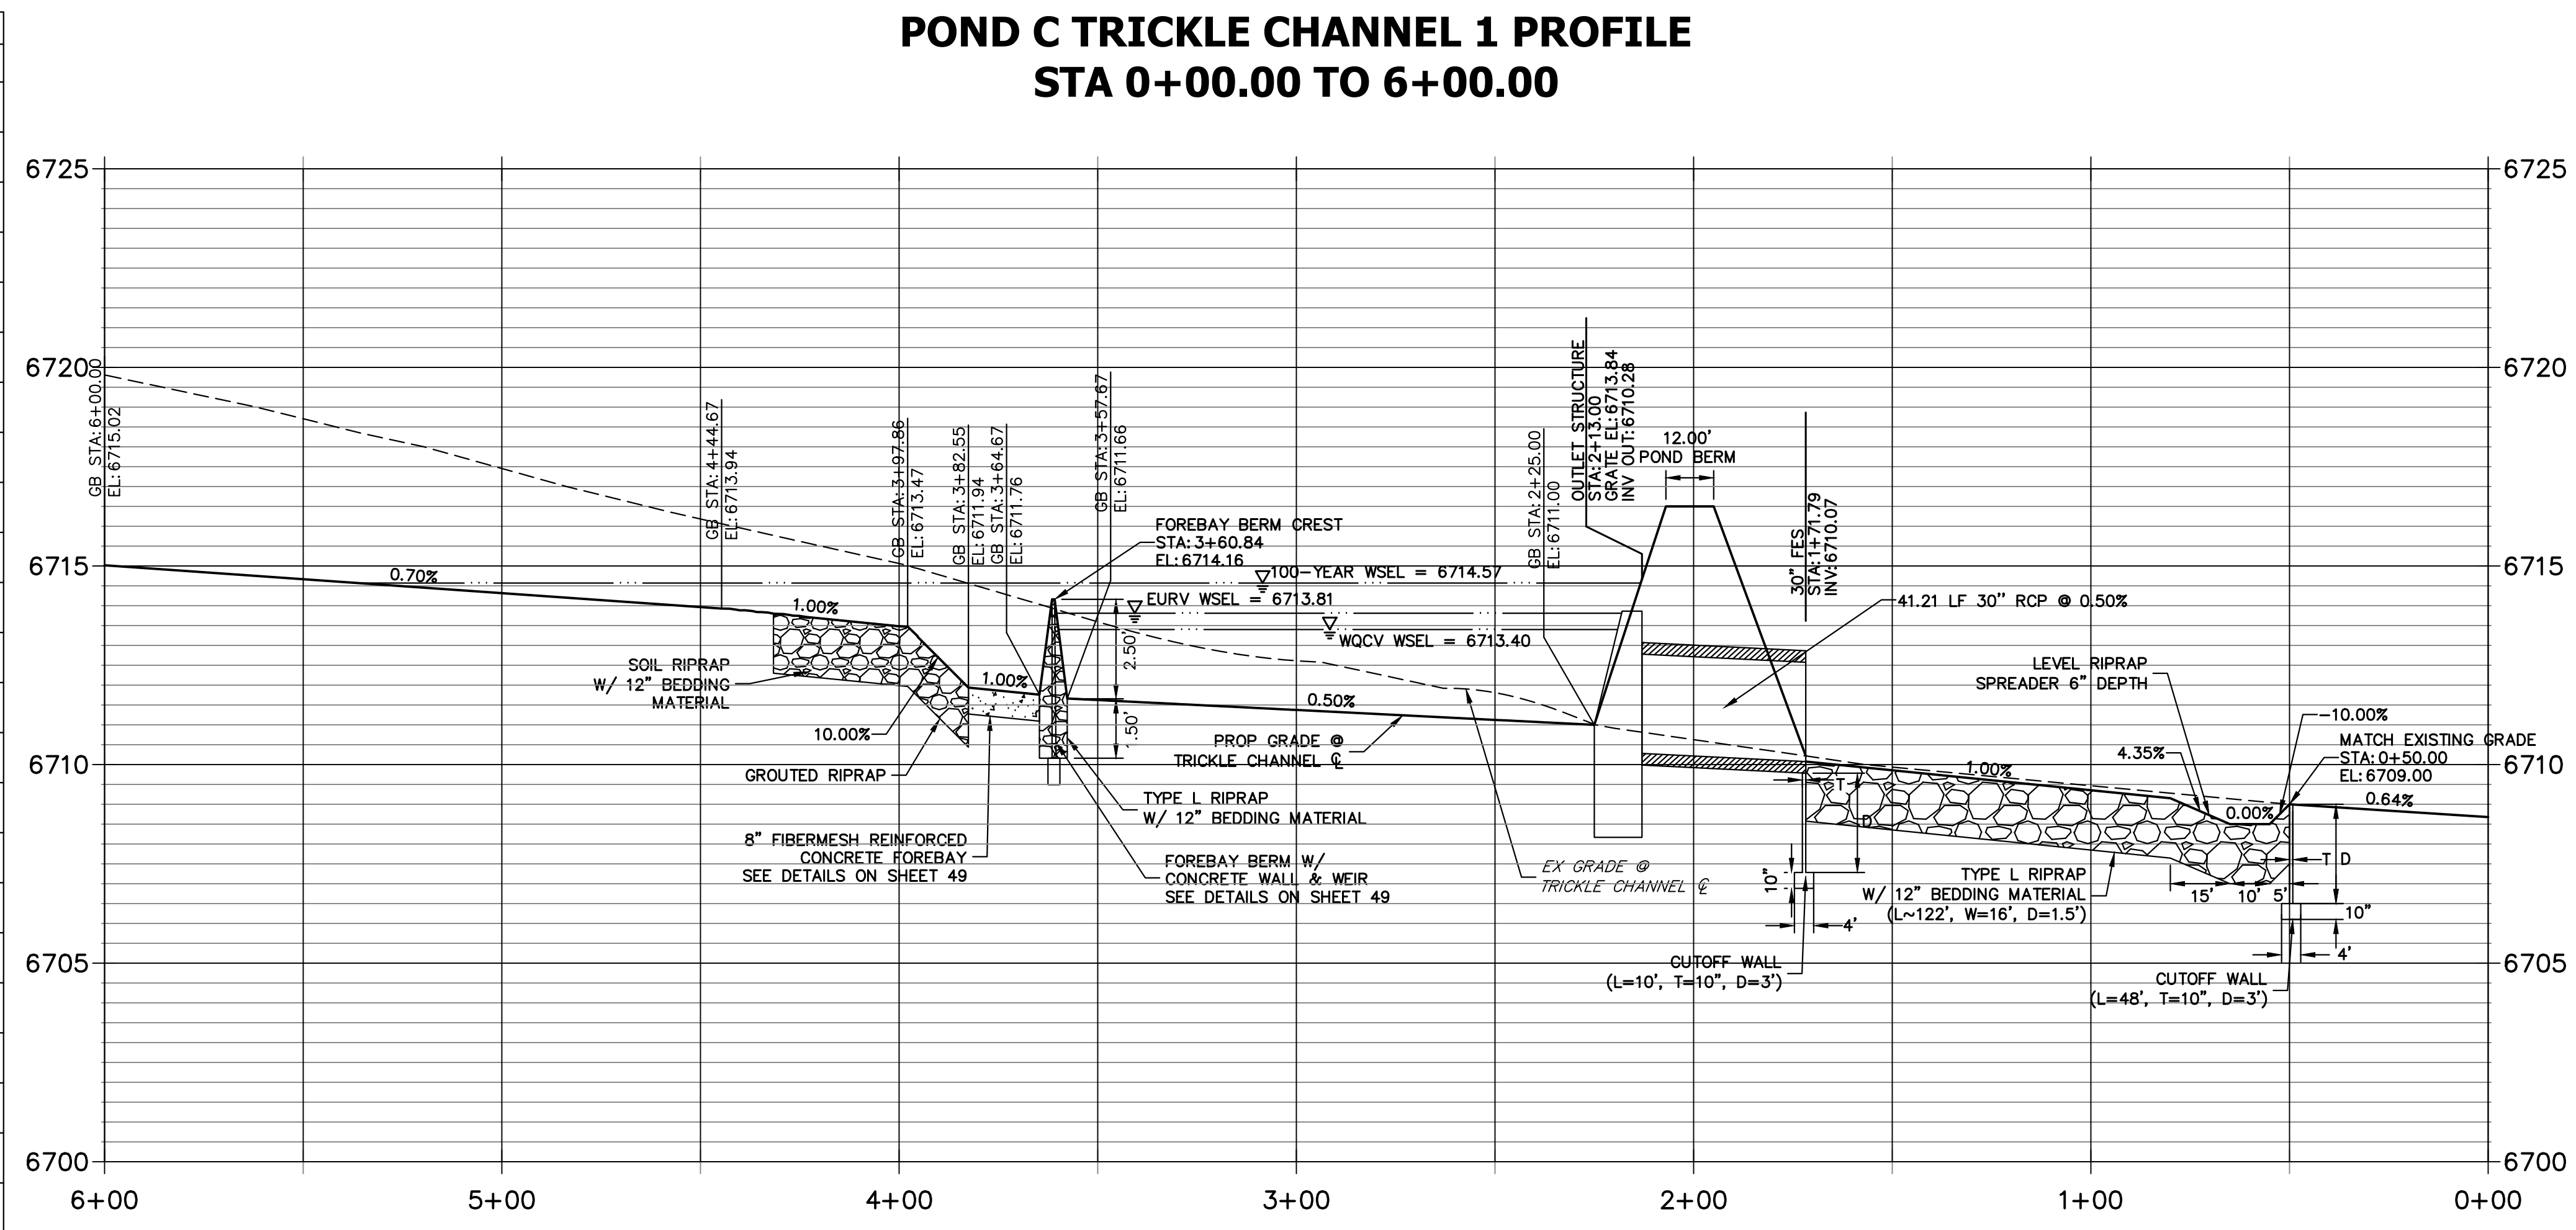 POND C TRICKLE CHANNEL 1 PROFILE
STA 0+00.00 TO 6+00.00
6725
6725
6720
6720
6715
6715
6710
6710
6705
6705
6700
6700
6+00
5+00
4+00
3+00
2+00
1+00
0+00
GB STA:6+00.00
EL:6715.02
0.70%
GB STA:4+44.67
EL:6713.94
1.00%
GB STA:3+97.86
EL:6713.47
GB STA:3+82.55
EL:6711.94
GB STA:3+64.67
EL:6711.76
GB STA:3+57.67
EL:6711.66
FOREBAY BERM CREST
STA:3+60.84
EL:6714.16
100-YEAR WSEL = 6714.57
EURV WSEL = 6713.81
WQCV WSEL = 6713.40
2.50'
1.50'
SOIL RIPRAP
W/ 12" BEDDING
MATERIAL
10.00%
1.00%
GROUTED RIPRAP
8" FIBERMESH REINFORCED
CONCRETE FOREBAY
SEE DETAILS ON SHEET 49
TYPE L RIPRAP
W/ 12" BEDDING MATERIAL
FOREBAY BERM W/
CONCRETE WALL & WEIR
SEE DETAILS ON SHEET 49
0.50%
PROP GRADE @
TRICKLE CHANNEL ℄
EX GRADE @
TRICKLE CHANNEL ℄
GB STA:2+25.00
EL:6711.00
OUTLET STRUCTURE
STA:2+13.00
GRATE EL:6713.84
INV OUT:6710.28
12.00'
POND BERM
30" FES
STA:1+71.79
INV:6710.07
41.21 LF 30" RCP @ 0.50%
T
D
10"
4'
CUTOFF WALL
(L=10', T=10", D=3')
1.00%
TYPE L RIPRAP
W/ 12" BEDDING MATERIAL
(L~122', W=16', D=1.5')
LEVEL RIPRAP
SPREADER 6" DEPTH
4.35%
0.00%
-10.00%
MATCH EXISTING GRADE
STA:0+50.00
EL:6709.00
0.64%
15'
10'
5'
T
D
10"
4'
CUTOFF WALL
(L=48', T=10", D=3')